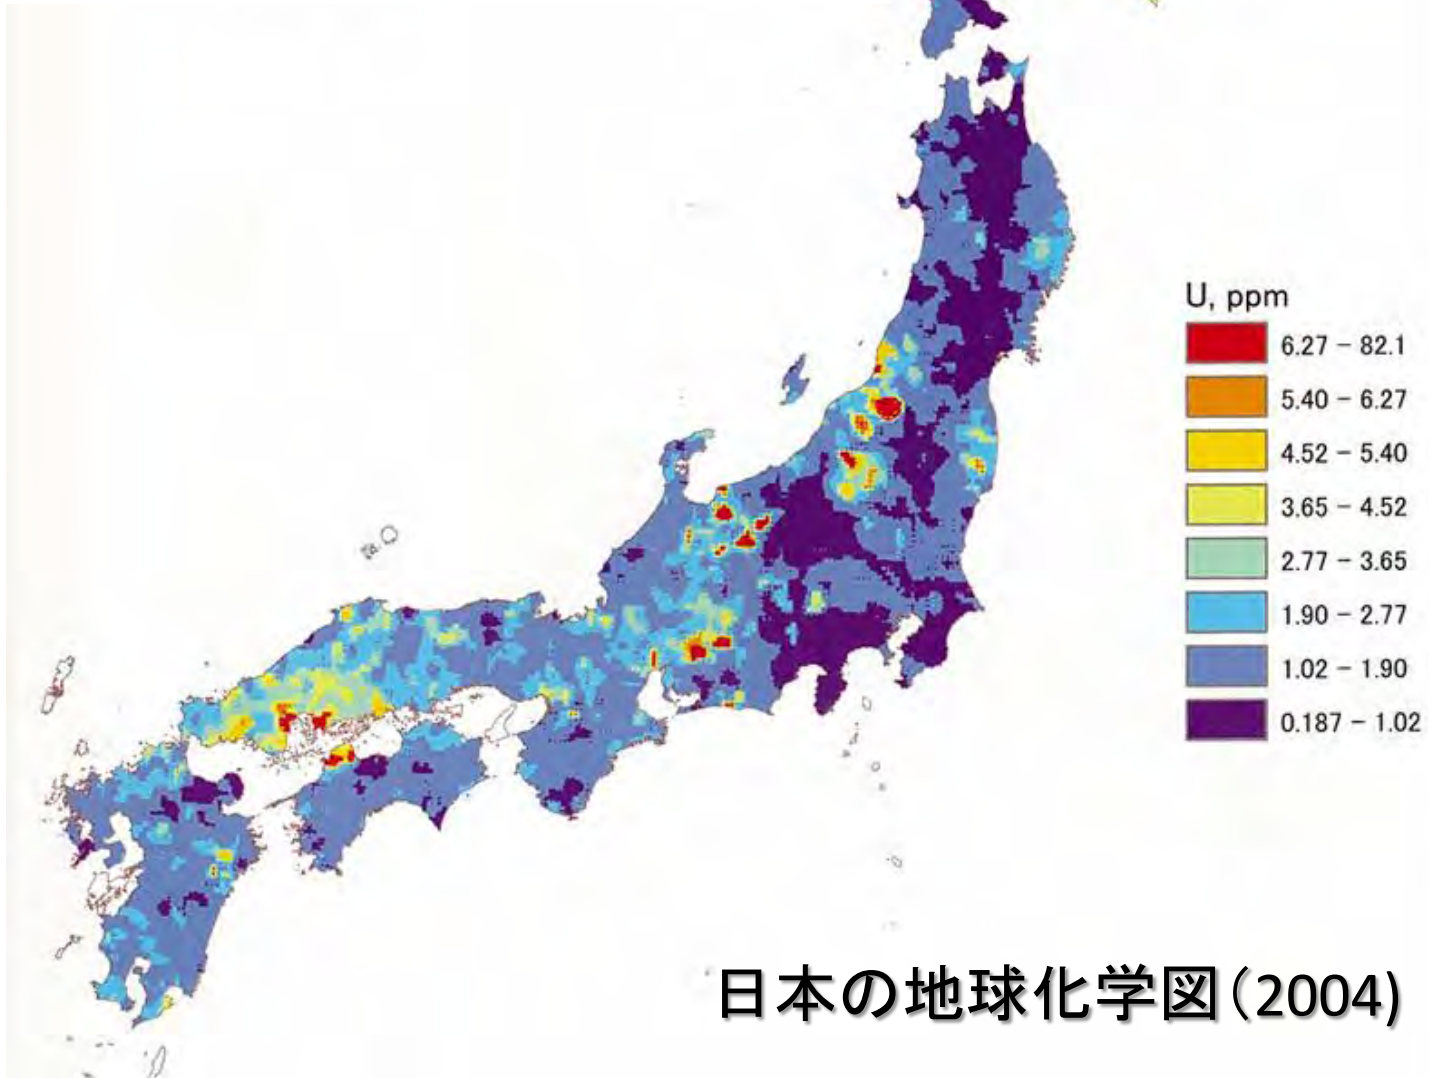 U, ppm
6.27 - 82.1
5.40 - 6.27
4.52 - 5.40
3.65 - 4.52
2.77 - 3.65
1.90 - 2.77
1.02 - 1.90
0.187 - 1.02
日本の地球化学図(2004)